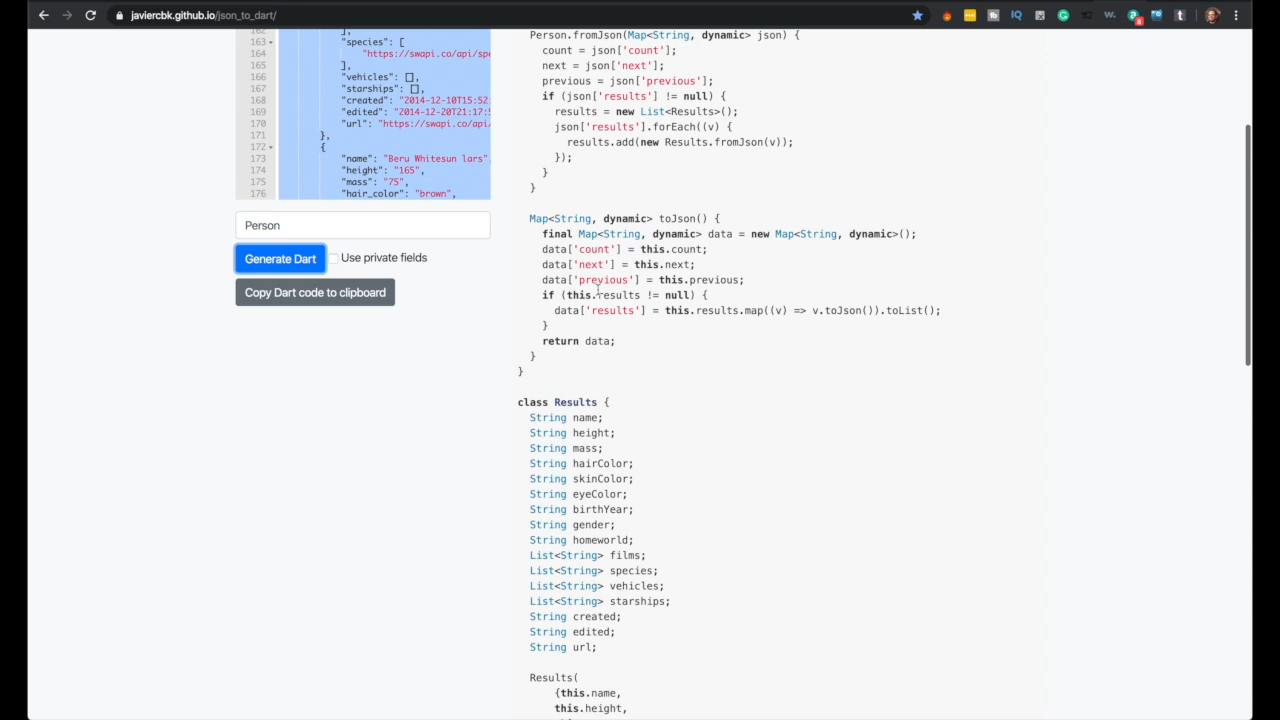 javiercbk.github.io/json_to_dart/
],
163 "species": [
164 "https://swapi.co/api/spe
165 ],
166 "vehicles": [],
167 "starships": [],
168 "created": "2014-12-10T15:52
169 "edited": "2014-12-20T21:17:5
170 "url": "https://swapi.co/api/
171 },
172 {
173 "name": "Beru Whitesun lars",
174 "height": "165",
175 "mass": "75",
176 "hair_color": "brown",
Person
Generate Dart Use private fields
Copy Dart code to clipboard
Person.fromJson(Map<String, dynamic> json) {
count = json['count'];
next = json['next'];
previous = json['previous'];
if (json['results'] != null) {
results = new List<Results>();
json['results'].forEach((v) {
results.add(new Results.fromJson(v));
});
}
}
Map<String, dynamic> toJson() {
final Map<String, dynamic> data = new Map<String, dynamic>();
data['count'] = this.count;
data['next'] = this.next;
data['previous'] = this.previous;
if (this.results != null) {
data['results'] = this.results.map((v) => v.toJson()).toList();
}
return data;
}
}
class Results {
String name;
String height;
String mass;
String hairColor;
String skinColor;
String eyeColor;
String birthYear;
String gender;
String homeworld;
List<String> films;
List<String> species;
List<String> vehicles;
List<String> starships;
String created;
String edited;
String url;
Results(
{this.name,
this.height,